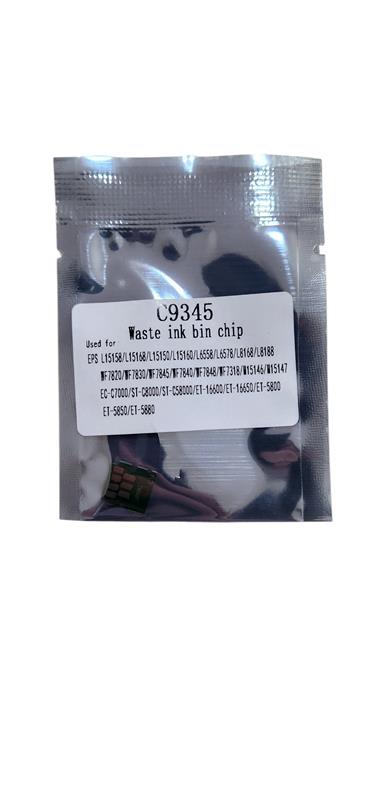 C9345
Waste ink bin chip
Used for
EPS L15158/L15168/L15150/L15160/L6558/L6578/L8168/L8188
WF7820/WF7830/WF7845/WF7840/WF7848/WF7318/M15146/M15147
EC-C7000/ST-C8000/ST-C58000/ET-16600/ET-16650/ET-5800
ET-5850/ET-5880